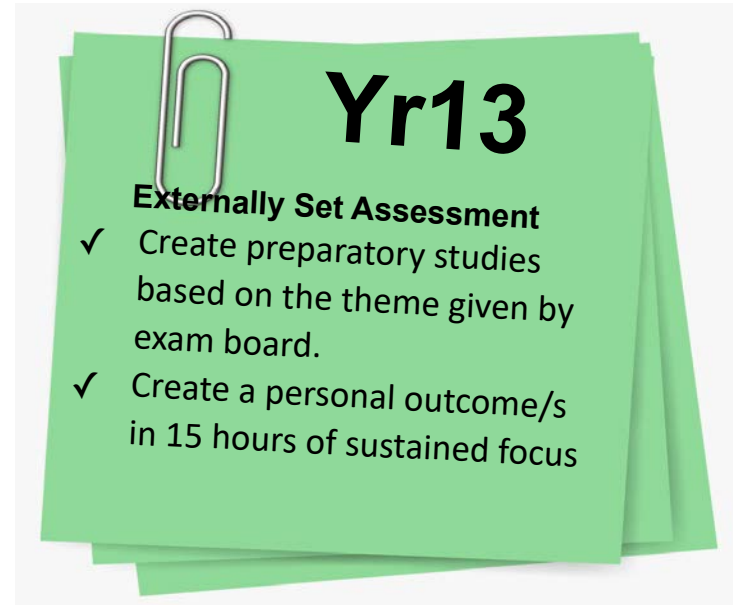 Yr13
Externally Set Assessment
✓ Create preparatory studies
based on the theme given by
exam board.
✓ Create a personal outcome/s
in 15 hours of sustained focus